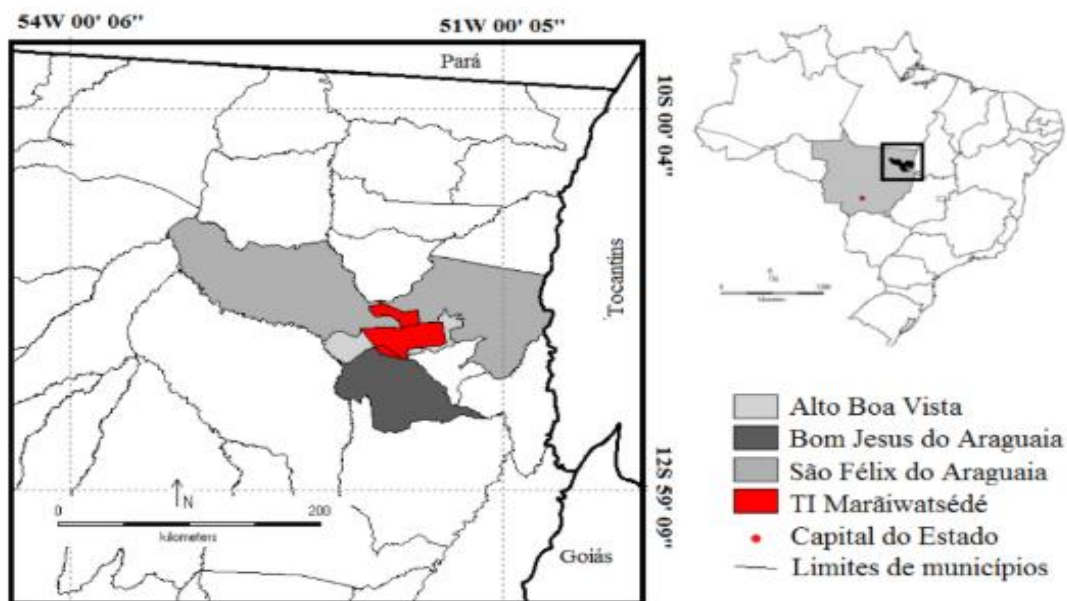 54W 00' 06"
51W 00' 05"
Pará
10S 00' 04"
Tocantins
N
0 200
kilometers
12S 59' 09"
Goiás
N
Alto Boa Vista
Bom Jesus do Araguaia
São Félix do Araguaia
TI Marãiwatsédé
Capital do Estado
Limites de municípios